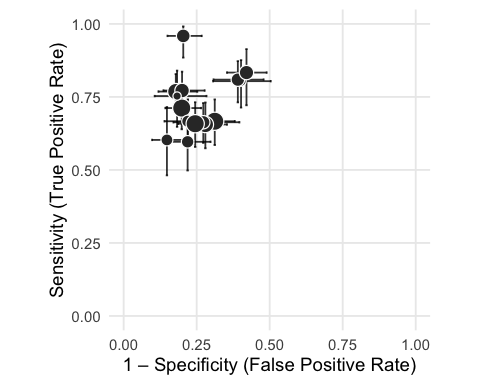 Sensitivity (True Positive Rate)
1.00
0.75
0.50
0.25
0.00
0.00 0.25 0.50 0.75 1.00
1 – Specificity (False Positive Rate)